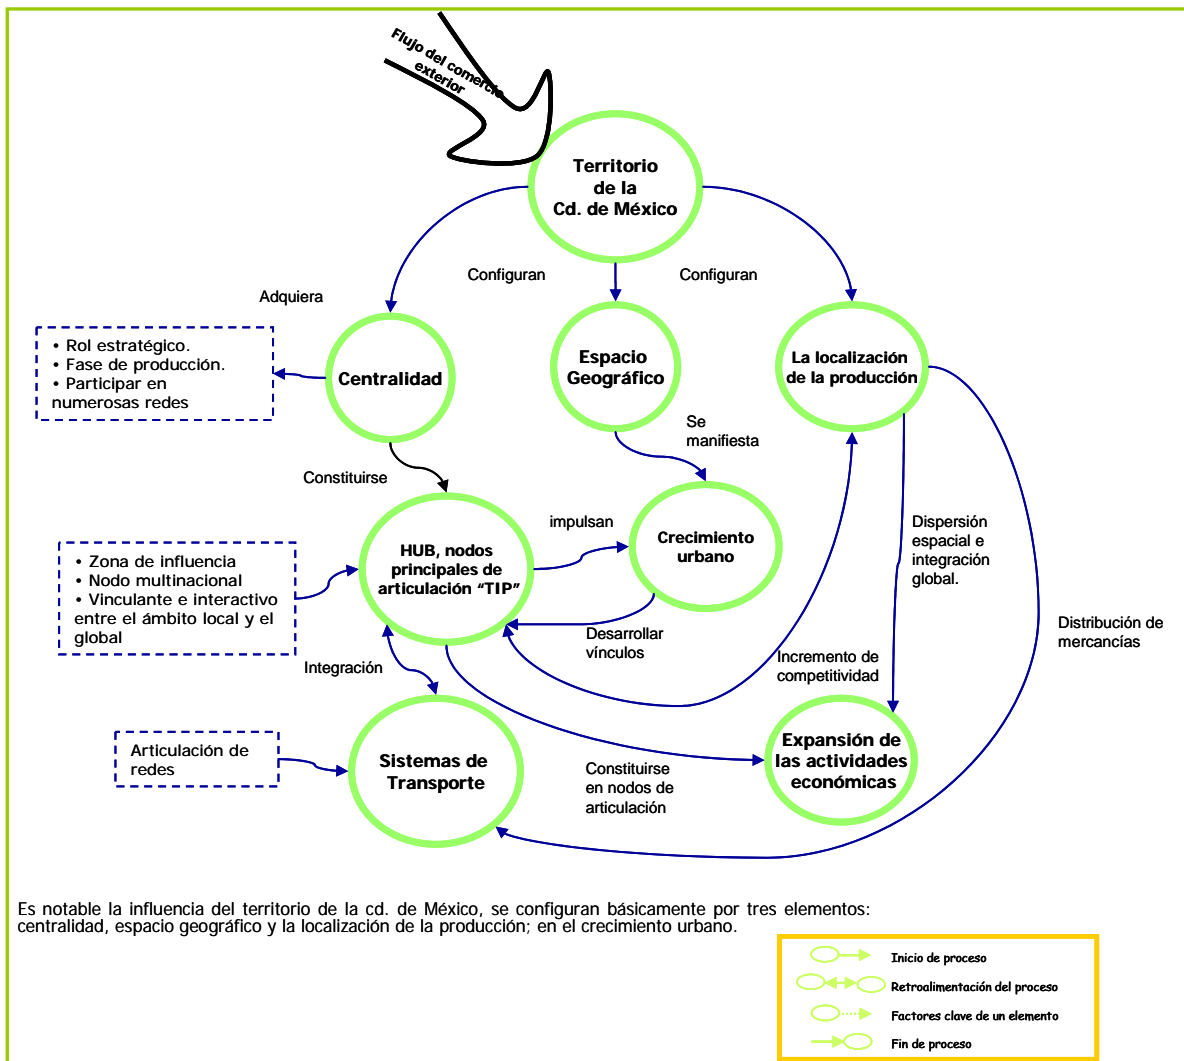 Flujo del comercio
exterior
Territorio
de la
Cd. de México
Configuran
Configuran
Adquiera
• Rol estratégico.
• Fase de producción.
• Participar en
numerosas redes
Centralidad
Espacio
Geográfico
La localización
de la producción
Se
manifiesta
Constituirse
• Zona de influencia
• Nodo multinacional
• Vinculante e interactivo
entre el ámbito local y el
global
HUB, nodos
principales de
articulación “TIP”
impulsan
Crecimiento
urbano
Dispersión
espacial e
integración
global.
Distribución de
mercancías
Desarrollar
vínculos
Integración
Incremento de
competitividad
Articulación de
redes
Sistemas de
Transporte
Constituirse
en nodos de
articulación
Expansión de
las actividades
económicas
Es notable la influencia del territorio de la cd. de México, se configuran básicamente por tres elementos:
centralidad, espacio geográfico y la localización de la producción; en el crecimiento urbano.
Inicio de proceso
Retroalimentación del proceso
Factores clave de un elemento
Fin de proceso